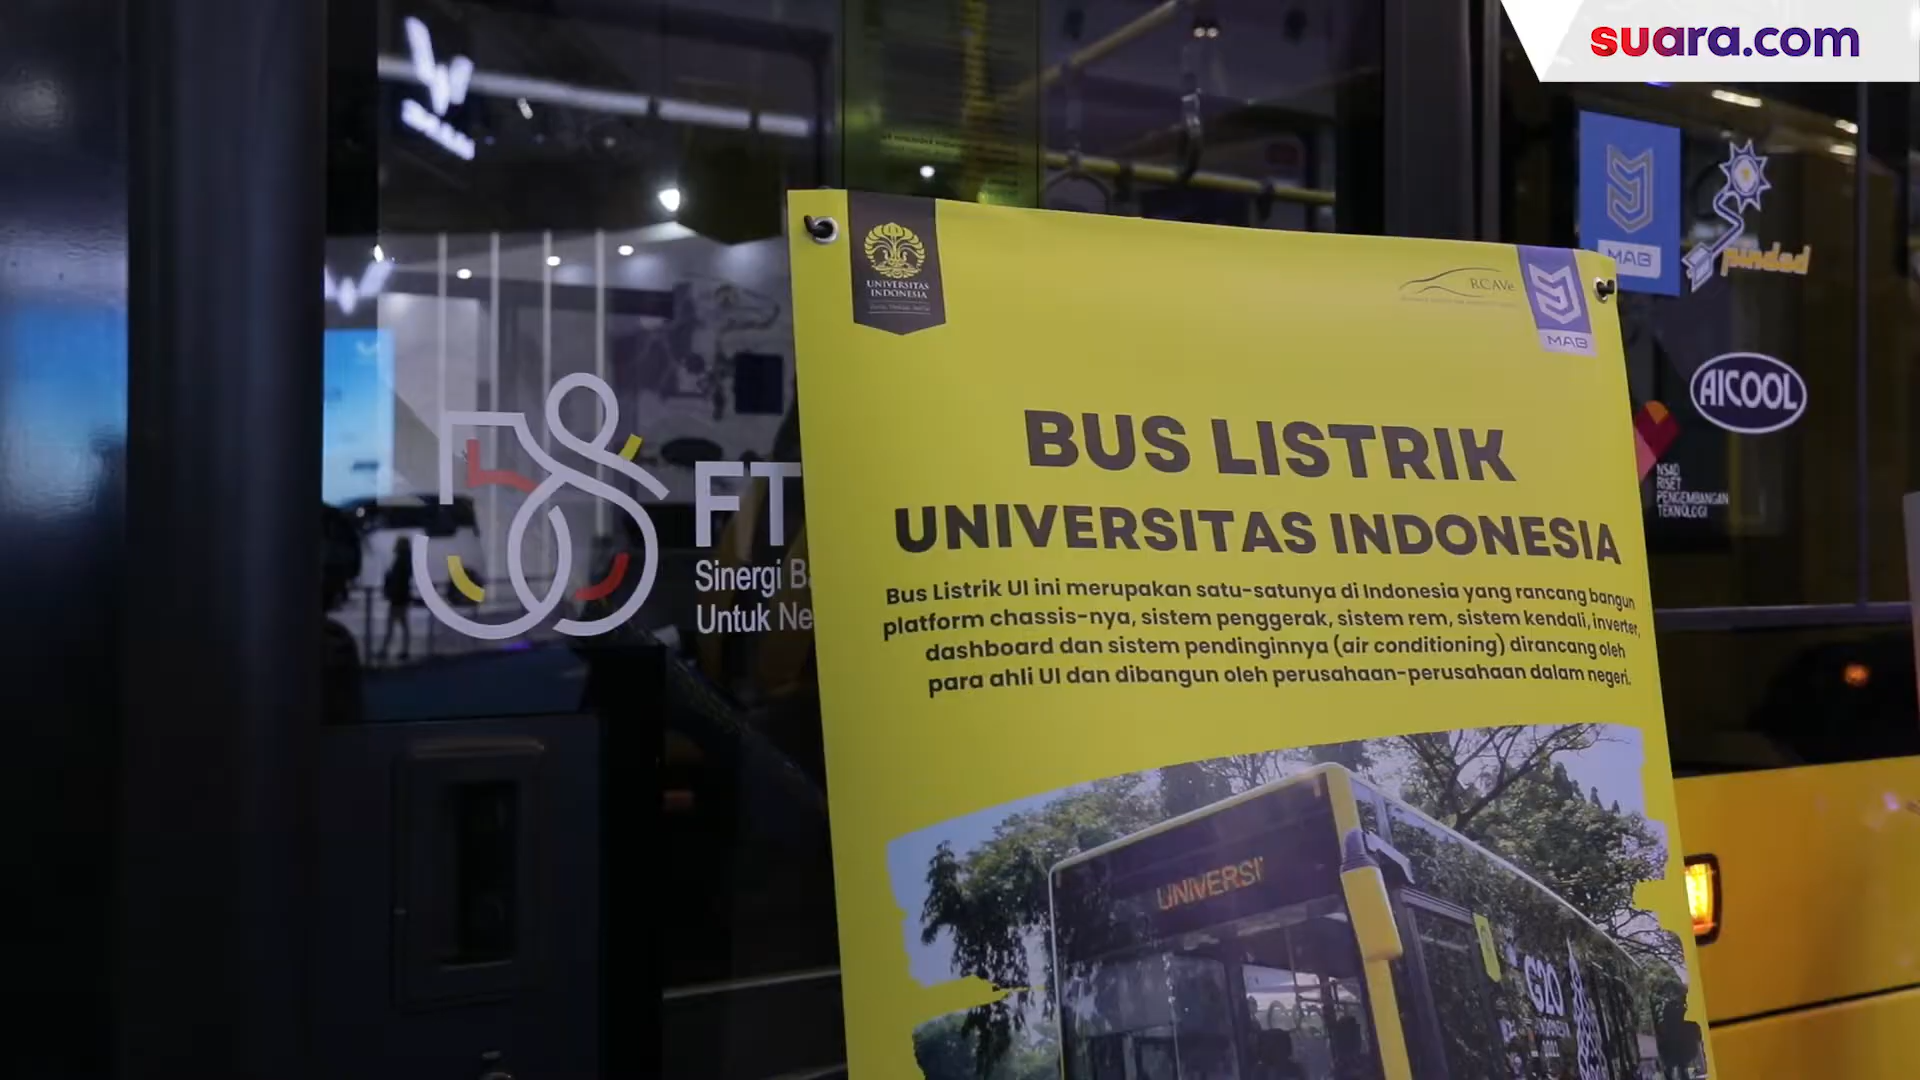 suara.com
MAB
pindad
UNIVERSITAS
INDONESIA
RCAVe
MAB
AICOOL
BUS LISTRIK
UNIVERSITAS INDONESIA
Bus Listrik UI ini merupakan satu-satunya di Indonesia yang rancang bangun
platform chassis-nya, sistem penggerak, sistem rem, sistem kendali, inverter,
dashboard dan sistem pendinginnya (air conditioning) dirancang oleh
para ahli UI dan dibangun oleh perusahaan-perusahaan dalam negeri.
58
FT
Sinergi Ba
Untuk Ne
RISET
PENGEMBANGAN
TEKNOLOGI
UNIVERSI
G20